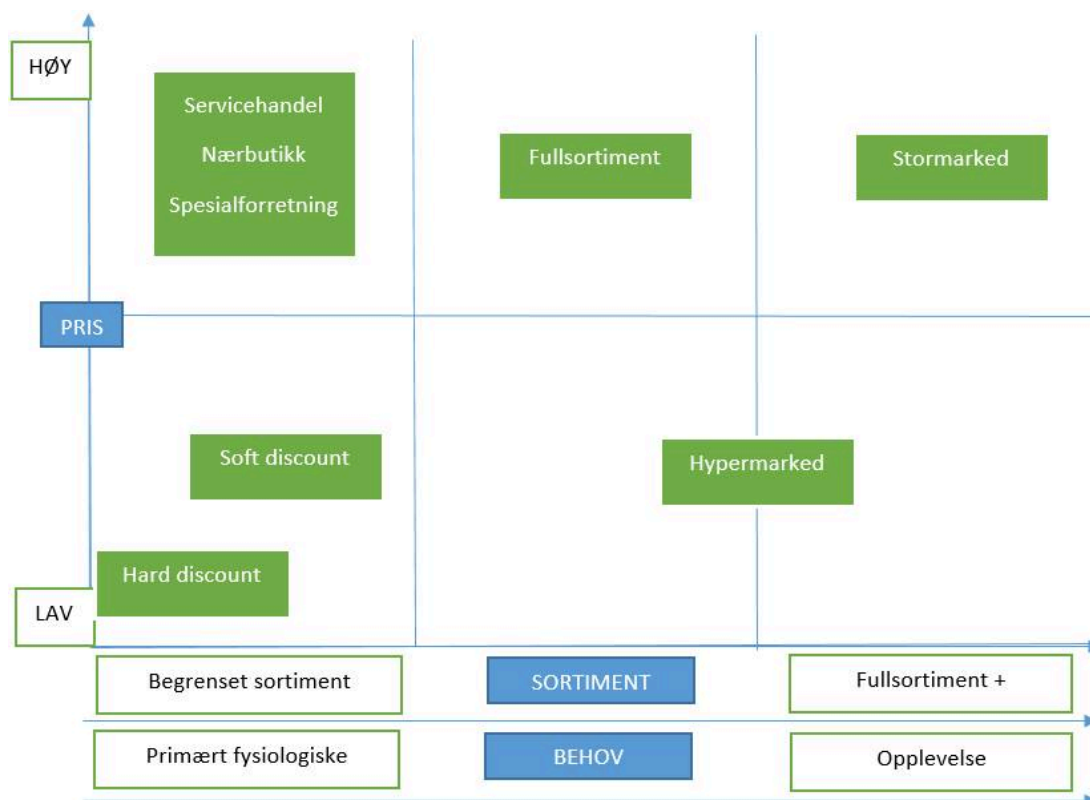 HØY
Servicehandel
Nærbutikk
Spesialforretning
Fullsortiment
Stormarked
PRIS
Soft discount
Hypermarked
Hard discount
LAV
Begrenset sortiment
SORTIMENT
Fullsortiment +
Primært fysiologiske
BEHOV
Opplevelse